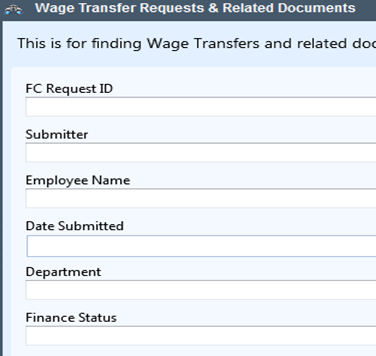 Wage Transfer Requests & Related Documents
This is for finding Wage Transfers and related
FC Request ID
Submitter
Employee Name
Date Submitted
Department
Finance Status